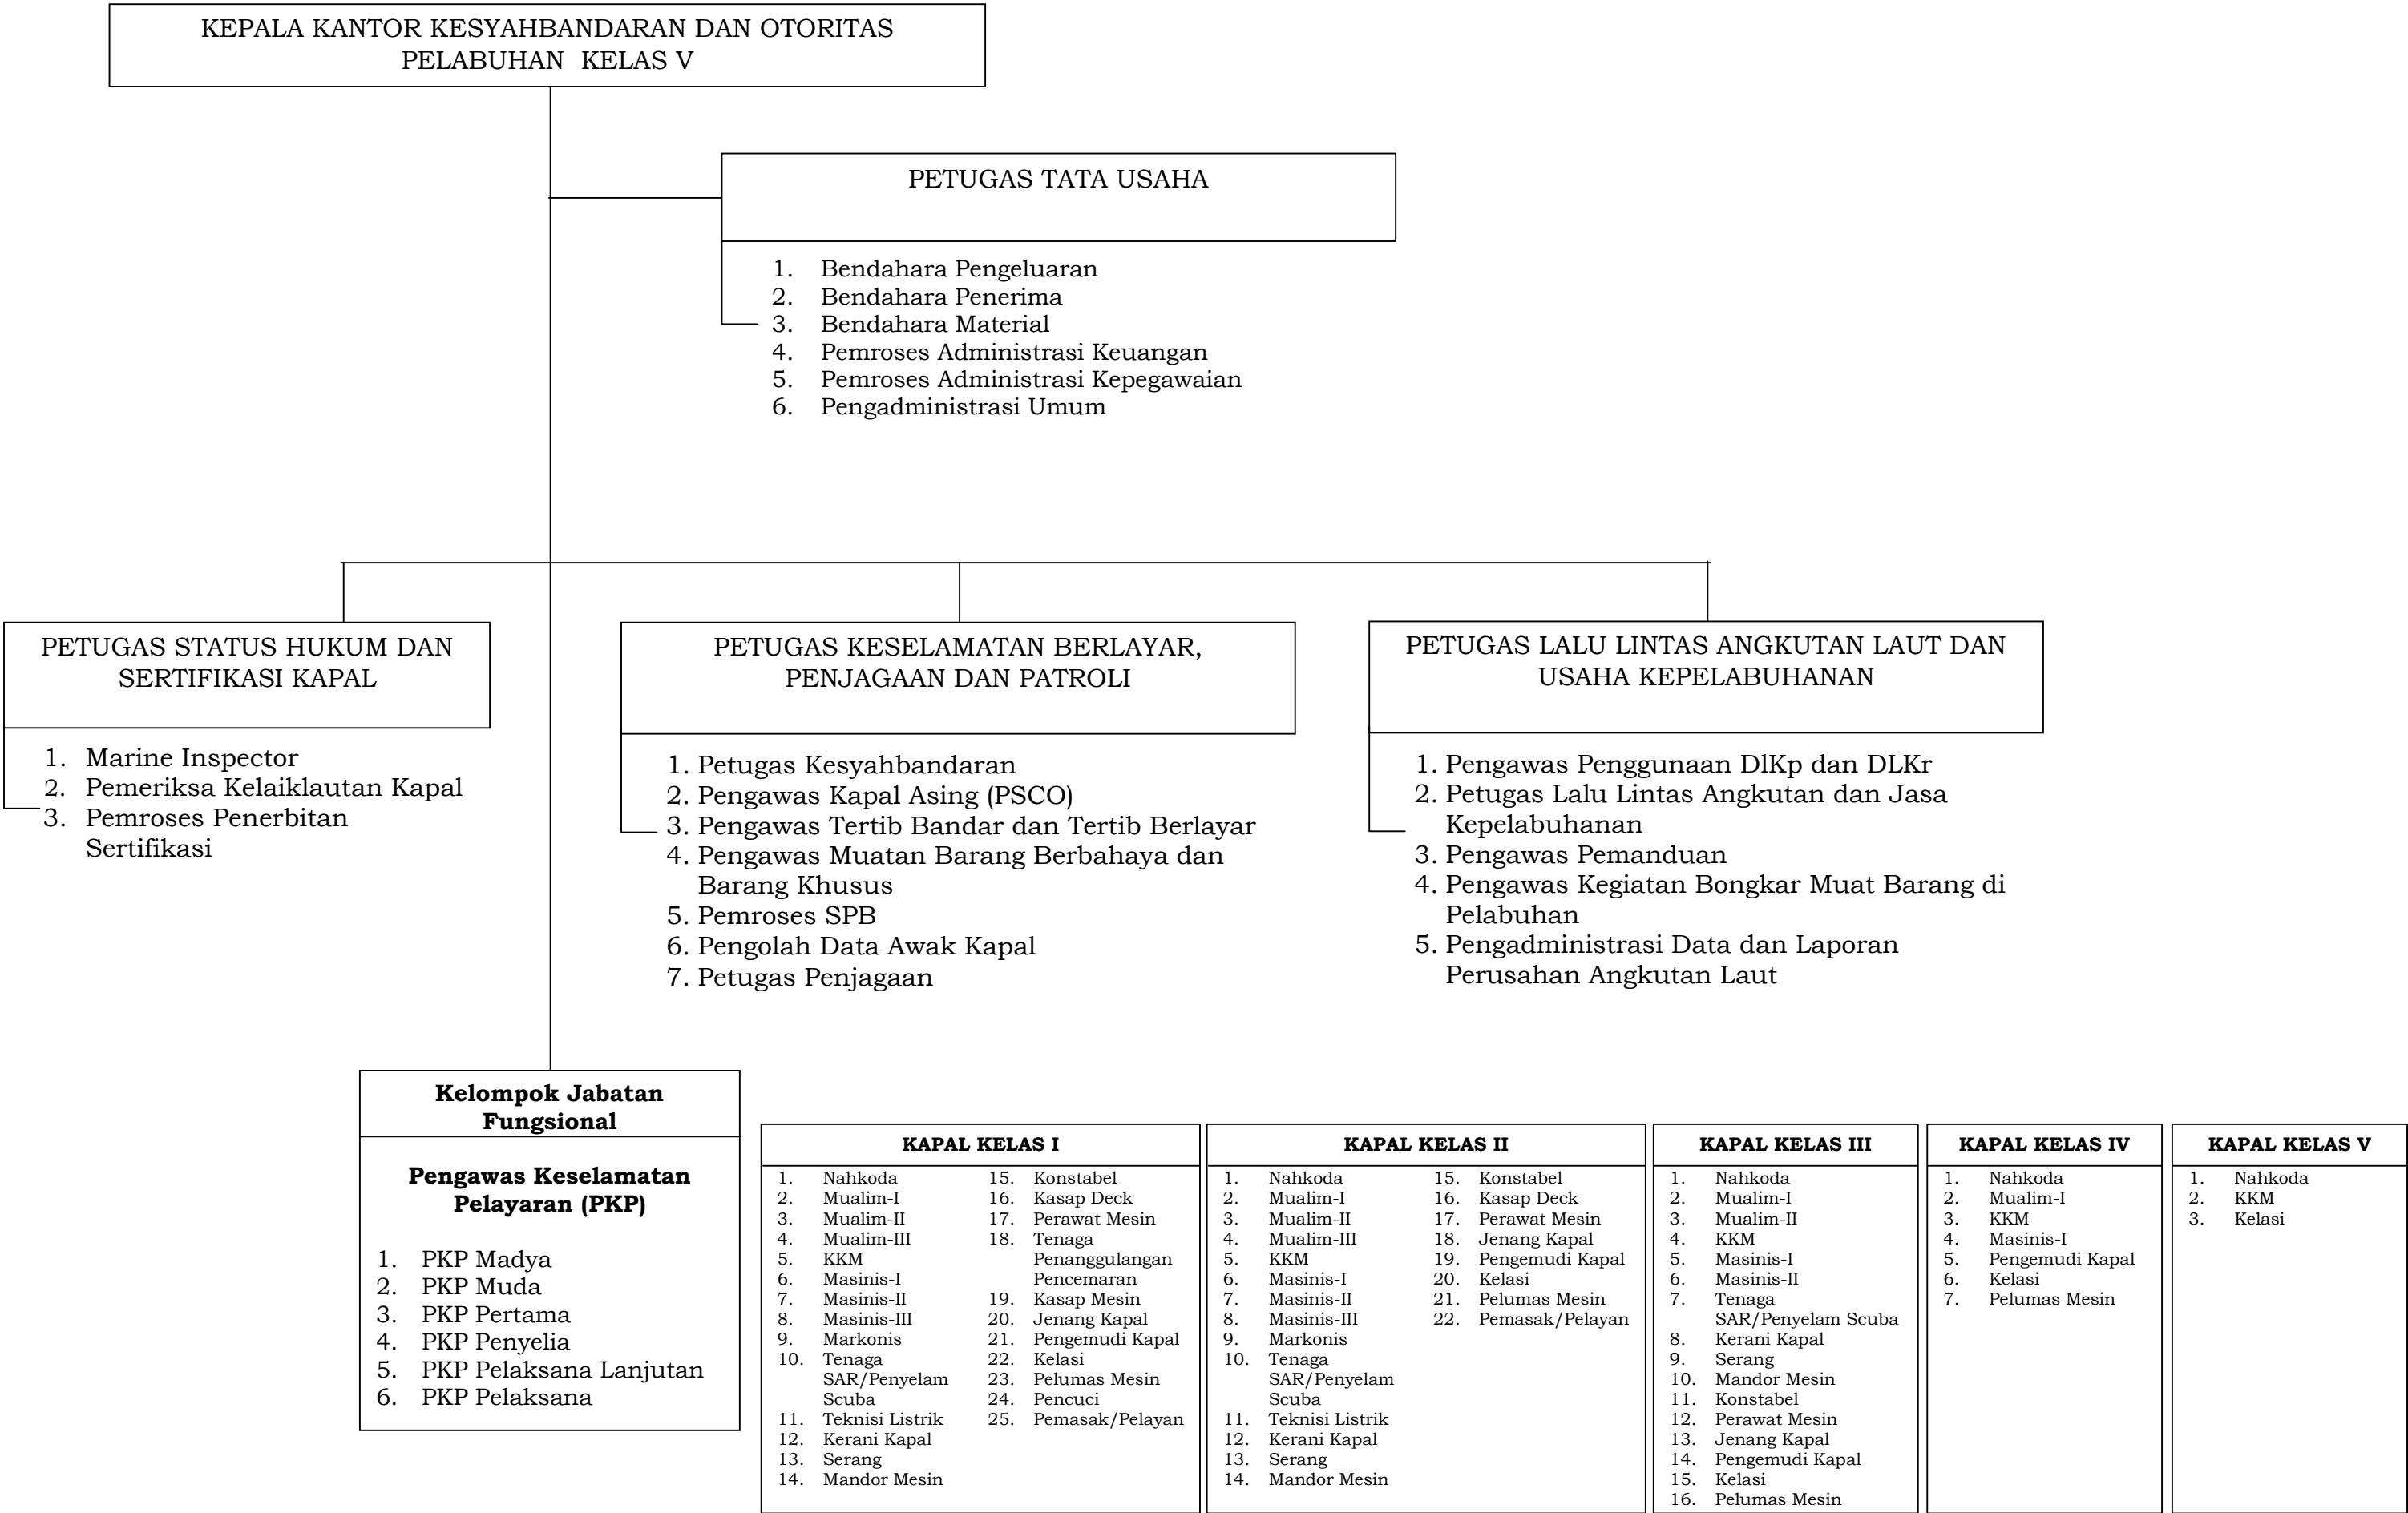 KEPALA KANTOR KESYAHBANDARAN DAN OTORITAS
PELABUHAN KELAS V
PETUGAS TATA USAHA
1. Bendahara Pengeluaran
2. Bendahara Penerima
3. Bendahara Material
4. Pemroses Administrasi Keuangan
5. Pemroses Administrasi Kepegawaian
6. Pengadministrasi Umum
PETUGAS STATUS HUKUM DAN
SERTIFIKASI KAPAL
1. Marine Inspector
2. Pemeriksa Kelaiklautan Kapal
3. Pemroses Penerbitan
Sertifikasi
PETUGAS KESELAMATAN BERLAYAR,
PENJAGAAN DAN PATROLI
1. Petugas Kesyahbandaran
2. Pengawas Kapal Asing (PSCO)
3. Pengawas Tertib Bandar dan Tertib Berlayar
4. Pengawas Muatan Barang Berbahaya dan
Barang Khusus
5. Pemroses SPB
6. Pengolah Data Awak Kapal
7. Petugas Penjagaan
PETUGAS LALU LINTAS ANGKUTAN LAUT DAN
USAHA KEPELABUHANAN
1. Pengawas Penggunaan DlKp dan DLKr
2. Petugas Lalu Lintas Angkutan dan Jasa
Kepelabuhanan
3. Pengawas Pemanduan
4. Pengawas Kegiatan Bongkar Muat Barang di
Pelabuhan
5. Pengadministrasi Data dan Laporan
Perusahan Angkutan Laut
Kelompok Jabatan
Fungsional
Pengawas Keselamatan
Pelayaran (PKP)
1. PKP Madya
2. PKP Muda
3. PKP Pertama
4. PKP Penyelia
5. PKP Pelaksana Lanjutan
6. PKP Pelaksana
KAPAL KELAS I
1. Nahkoda
2. Mualim-I
3. Mualim-II
4. Mualim-III
5. KKM
6. Masinis-I
7. Masinis-II
8. Masinis-III
9. Markonis
10. Tenaga
SAR/Penyelam
Scuba
11. Teknisi Listrik
12. Kerani Kapal
13. Serang
14. Mandor Mesin
15. Konstabel
16. Kasap Deck
17. Perawat Mesin
18. Tenaga
Penanggulangan
Pencemaran
19. Kasap Mesin
20. Jenang Kapal
21. Pengemudi Kapal
22. Kelasi
23. Pelumas Mesin
24. Pencuci
25. Pemasak/Pelayan
KAPAL KELAS II
1. Nahkoda
2. Mualim-I
3. Mualim-II
4. Mualim-III
5. KKM
6. Masinis-I
7. Masinis-II
8. Masinis-III
9. Markonis
10. Tenaga
SAR/Penyelam
Scuba
11. Teknisi Listrik
12. Kerani Kapal
13. Serang
14. Mandor Mesin
15. Konstabel
16. Kasap Deck
17. Perawat Mesin
18. Jenang Kapal
19. Pengemudi Kapal
20. Kelasi
21. Pelumas Mesin
22. Pemasak/Pelayan
KAPAL KELAS III
1. Nahkoda
2. Mualim-I
3. Mualim-II
4. KKM
5. Masinis-I
6. Masinis-II
7. Tenaga
SAR/Penyelam Scuba
8. Kerani Kapal
9. Serang
10. Mandor Mesin
11. Konstabel
12. Perawat Mesin
13. Jenang Kapal
14. Pengemudi Kapal
15. Kelasi
16. Pelumas Mesin
KAPAL KELAS IV
1. Nahkoda
2. Mualim-I
3. KKM
4. Masinis-I
5. Pengemudi Kapal
6. Kelasi
7. Pelumas Mesin
KAPAL KELAS V
1. Nahkoda
2. KKM
3. Kelasi